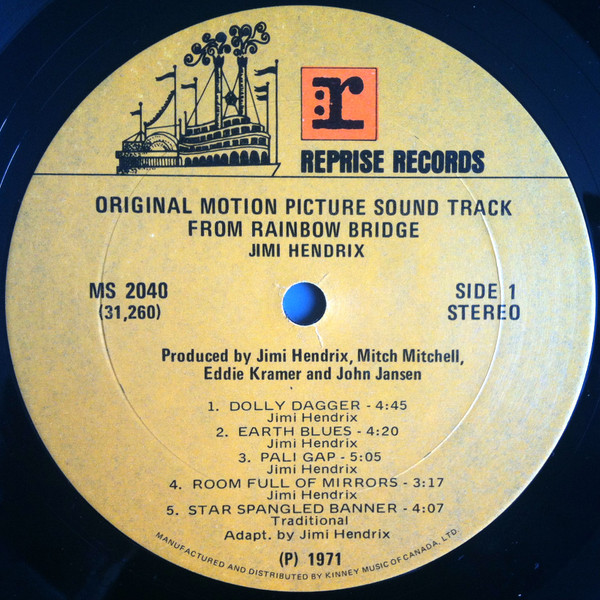 r
REPRISE RECORDS
ORIGINAL MOTION PICTURE SOUND TRACK
FROM RAINBOW BRIDGE
JIMI HENDRIX
MS 2040
(31,260)
SIDE 1
STEREO
Produced by Jimi Hendrix, Mitch Mitchell,
Eddie Kramer and John Jansen
1. DOLLY DAGGER - 4:45
Jimi Hendrix
2. EARTH BLUES - 4:20
Jimi Hendrix
3. PALI GAP - 5:05
Jimi Hendrix
4. ROOM FULL OF MIRRORS - 3:17
Jimi Hendrix
5. STAR SPANGLED BANNER - 4:07
Traditional
Adapt. by Jimi Hendrix
(P) 1971
MANUFACTURED AND DISTRIBUTED BY KINNEY MUSIC OF CANADA, LTD.